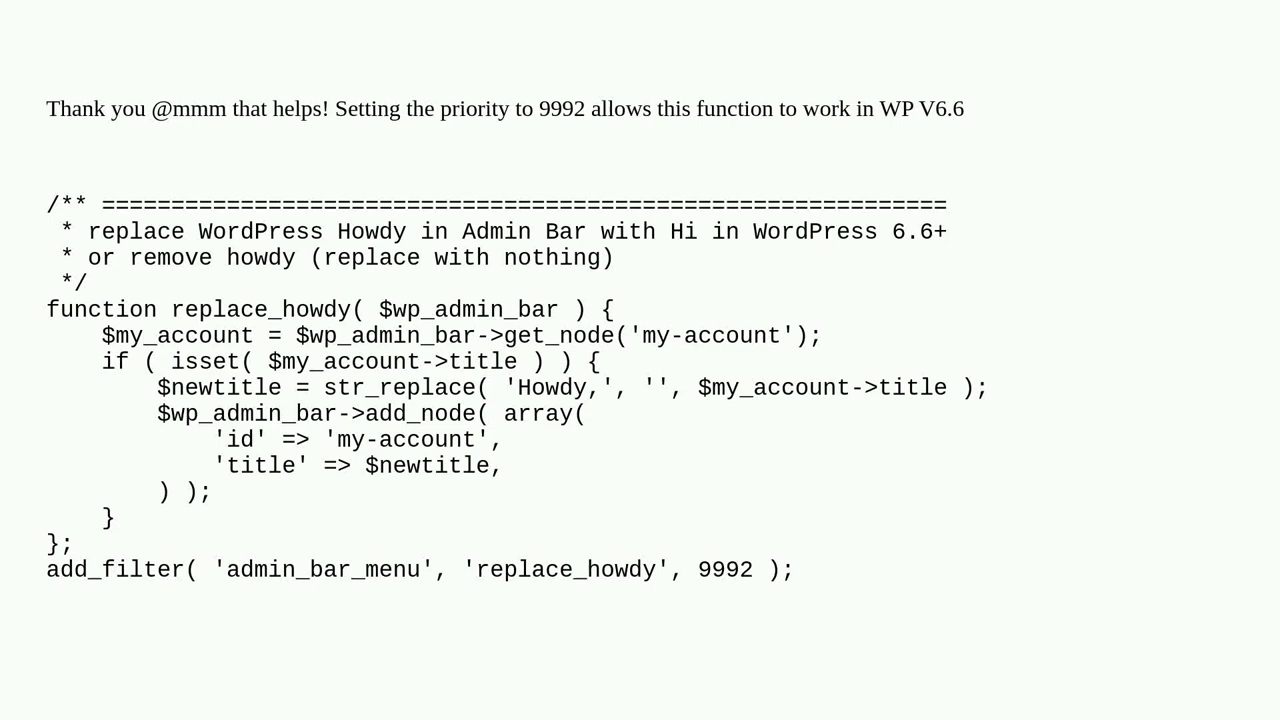 Thank you @mmm that helps! Setting the priority to 9992 allows this function to work in WP V6.6
/** =============================================================
 * replace WordPress Howdy in Admin Bar with Hi in WordPress 6.6+
 * or remove howdy (replace with nothing)
 */
function replace_howdy( $wp_admin_bar ) {
    $my_account = $wp_admin_bar->get_node('my-account');
    if ( isset( $my_account->title ) ) {
        $newtitle = str_replace( 'Howdy,', '', $my_account->title );
        $wp_admin_bar->add_node( array(
            'id' => 'my-account',
            'title' => $newtitle,
        ) );
    }
};
add_filter( 'admin_bar_menu', 'replace_howdy', 9992 );